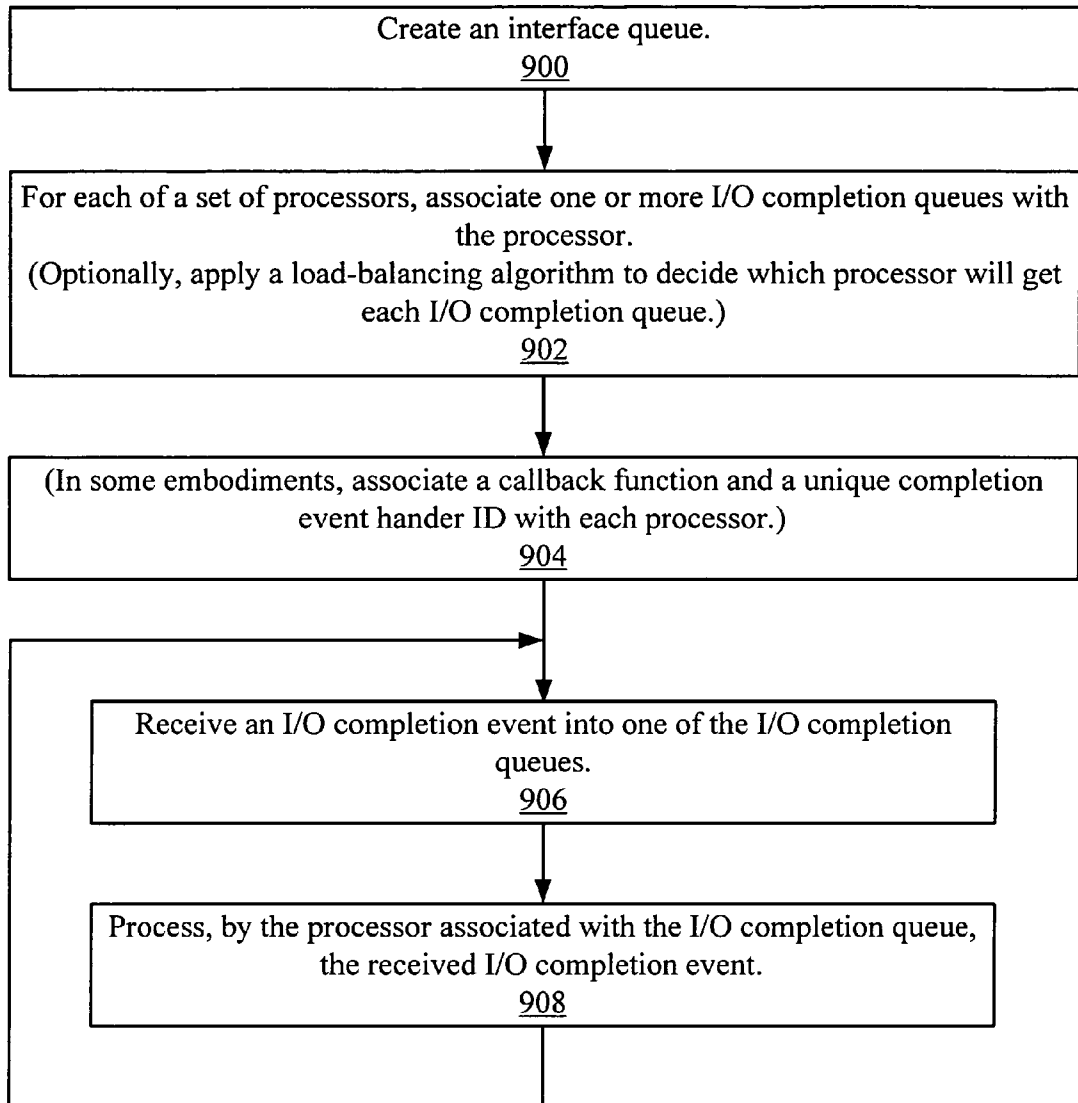 Create an interface queue.
900
For each of a set of processors, associate one or more I/O completion queues with
the processor.
(Optionally, apply a load-balancing algorithm to decide which processor will get
each I/O completion queue.)
902
(In some embodiments, associate a callback function and a unique completion
event hander ID with each processor.)
904
Receive an I/O completion event into one of the I/O completion
queues.
906
Process, by the processor associated with the I/O completion queue,
the received I/O completion event.
908